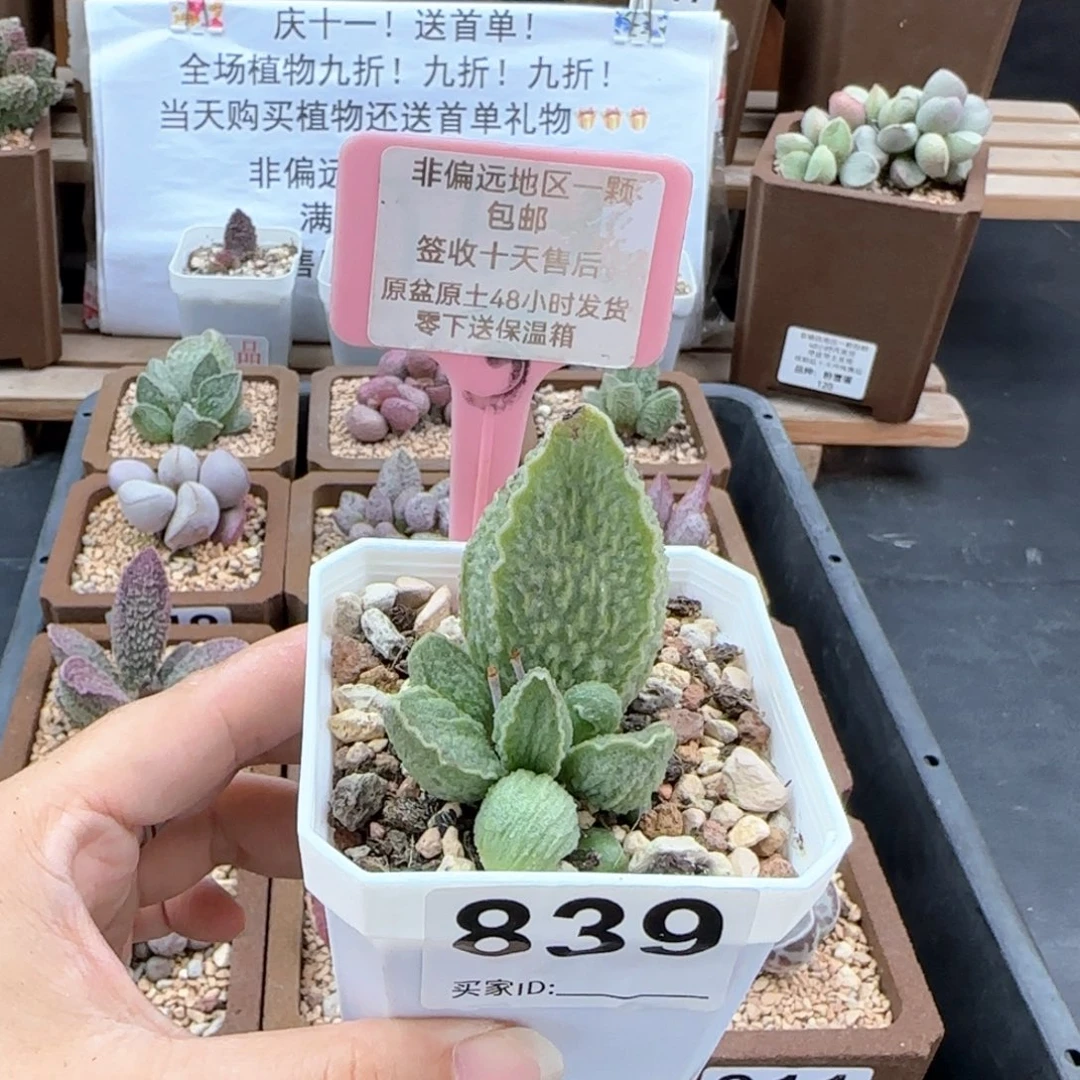 庆十一！送首单！
全场植物九折！九折！九折！
当天购买植物还送首单礼物
非偏远
满
售
非偏远地区一颗
包邮
签收十天售后
原盆原土48小时发货
零下送保温箱
品
120
839
买家ID: